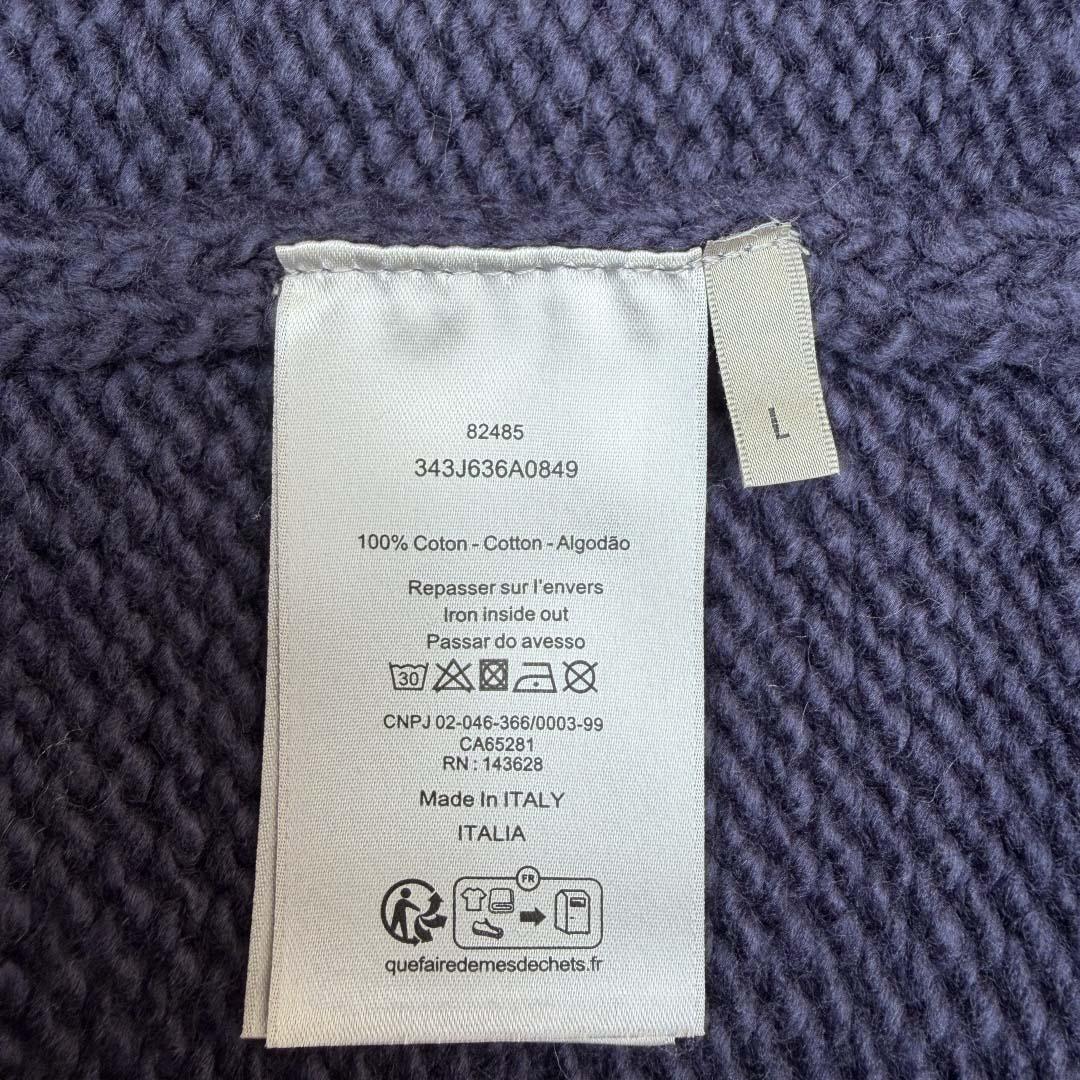 82485
343J636A0849
L
100% Coton - Cotton - Algodão
Repasser sur l'envers
Iron inside out
Passar do avesso
30
CNPJ 02-046-366/0003-99
CA65281
RN : 143628
Made In ITALY
ITALIA
FR
quefairedemesdechets.fr